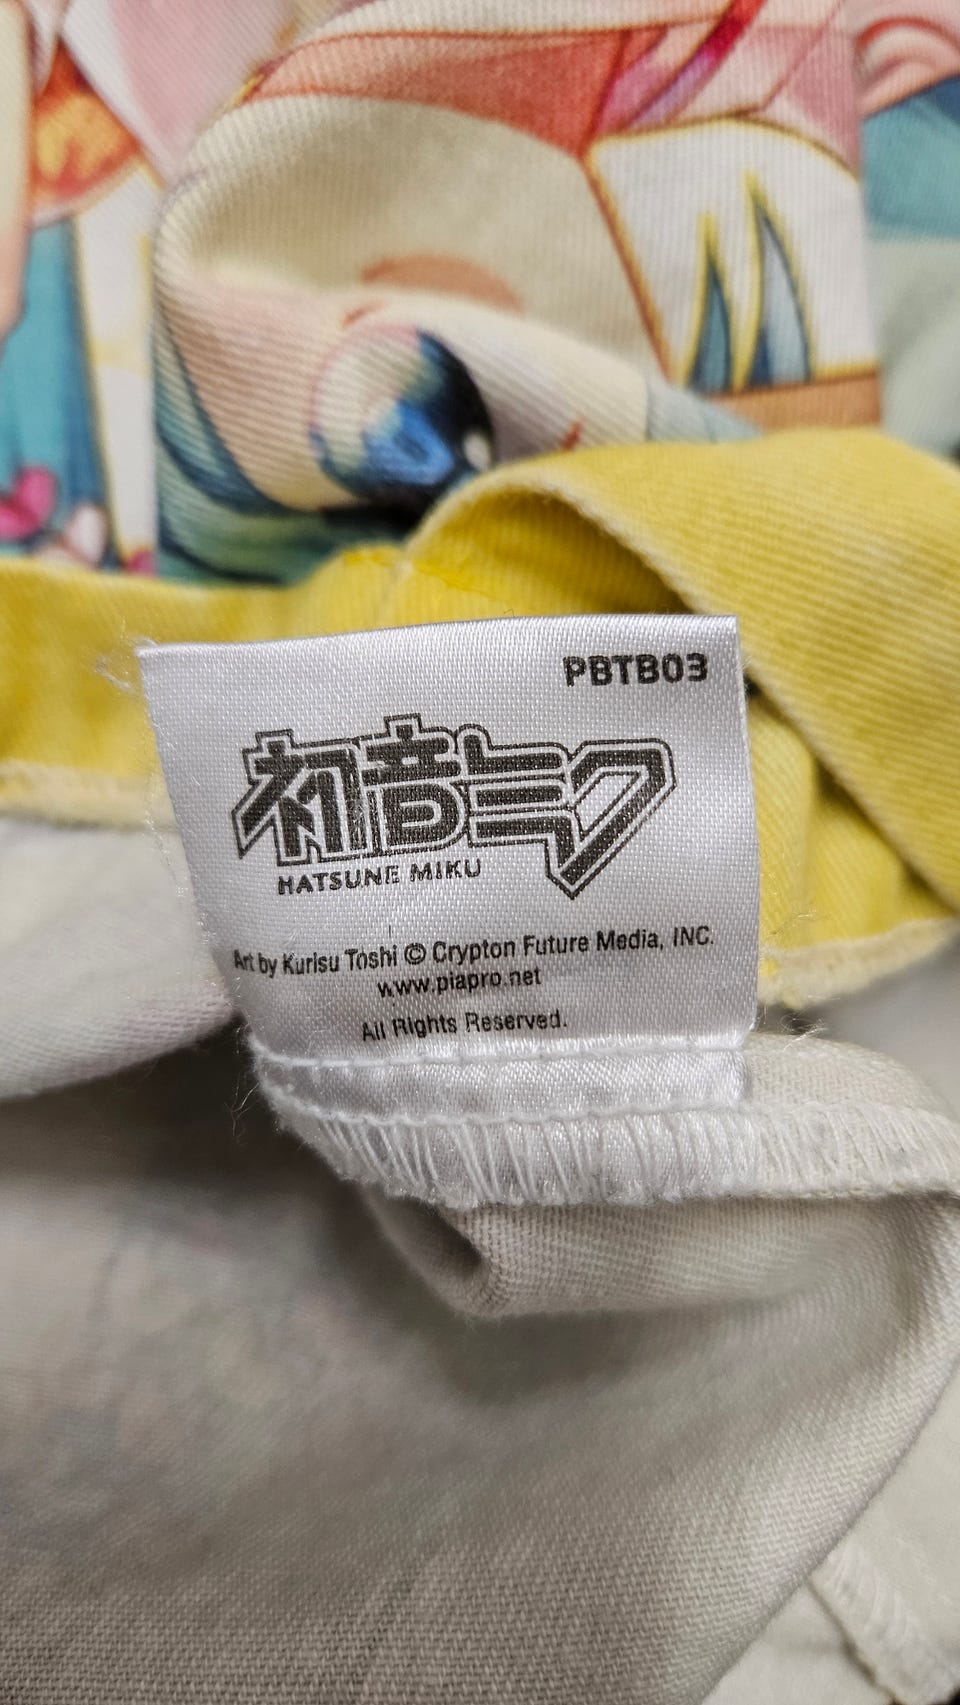 PBTB03
初音ミク
HATSUNE MIKU
Art by Kurisu Toshi © Crypton Future Media, INC.
www.piapro.net
All Rights Reserved.